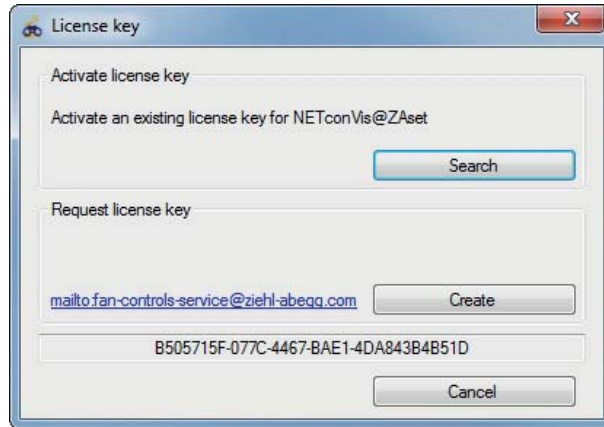 License key
Activate license key
Activate an existing license key for NETconVis@ZAset
Search
Request license key
mailto:fan-controls-service@ziehl-abegg.com
Create
B505715F-077C-4467-BAE1-4DA843B4B51D
Cancel